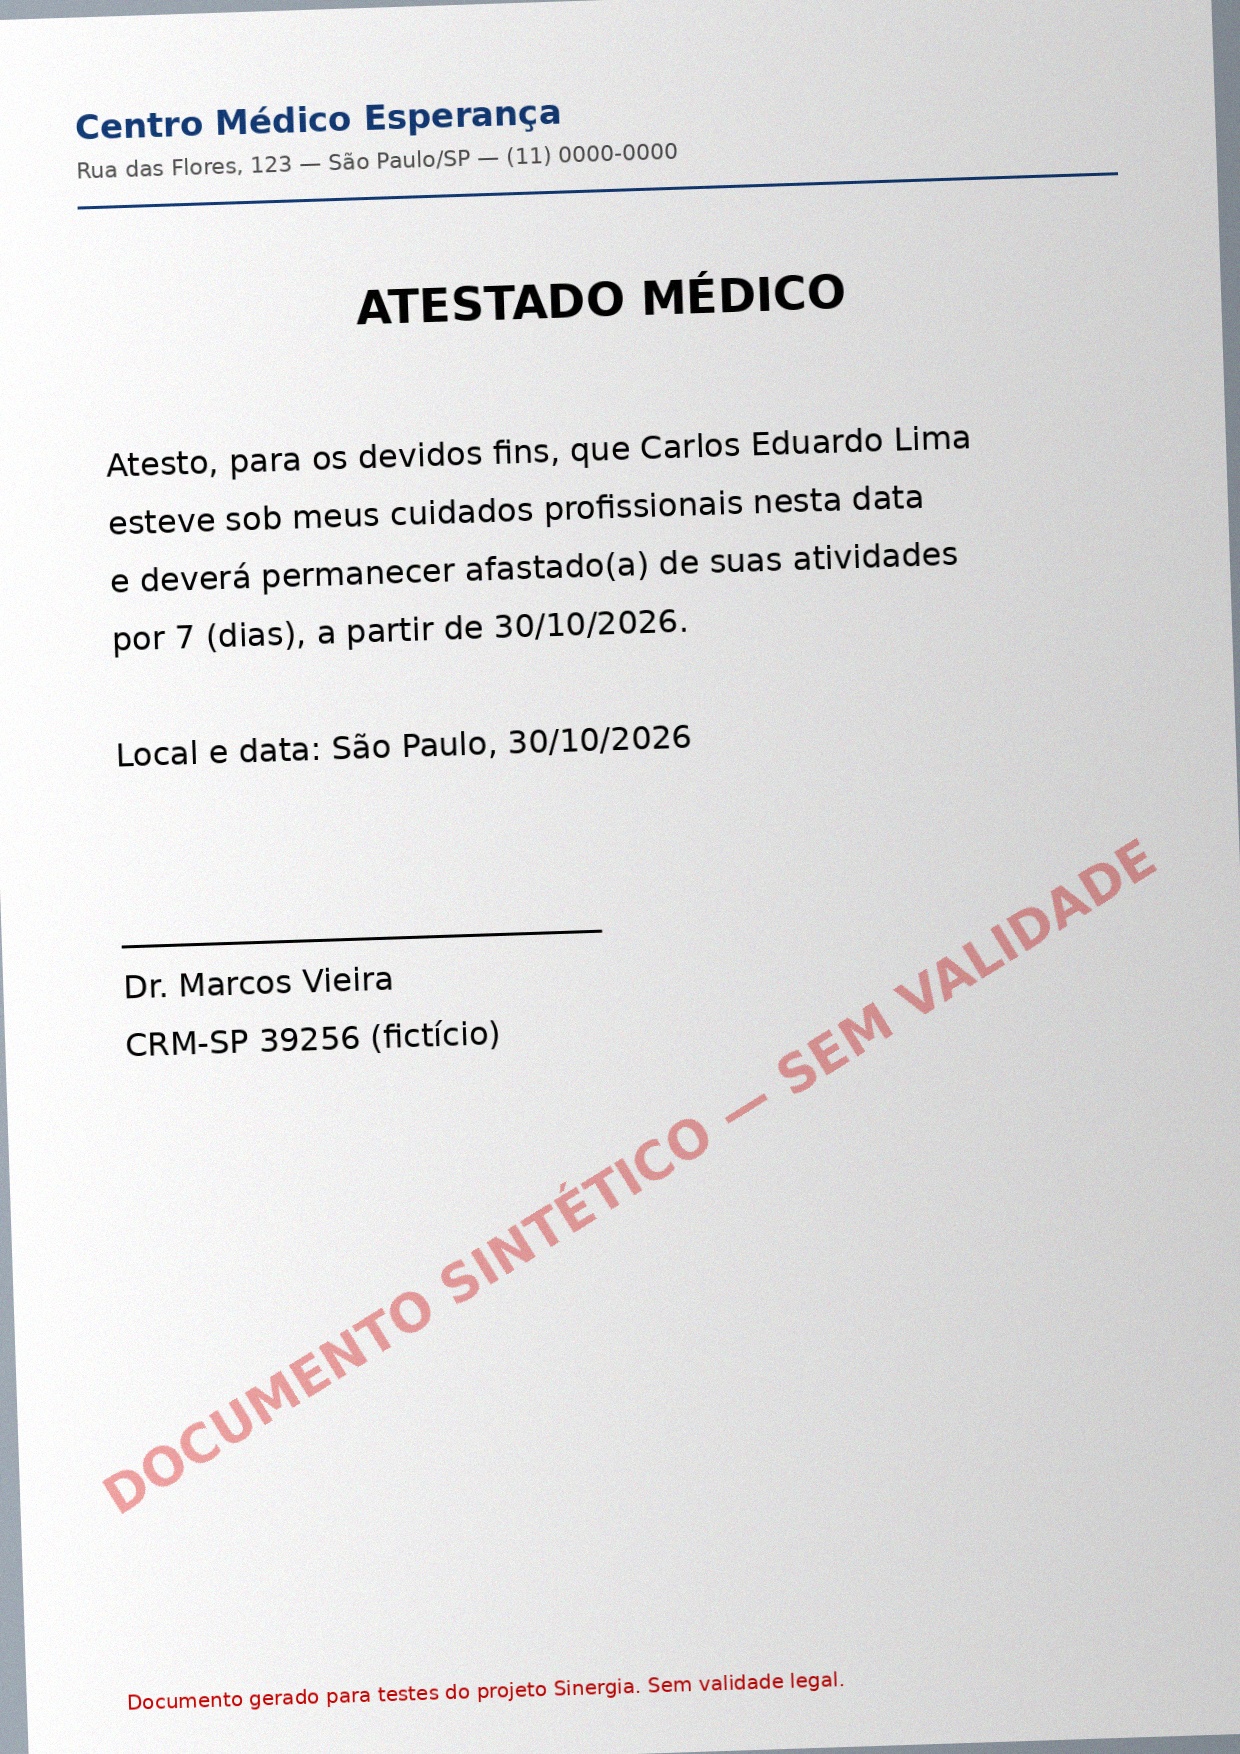 Centro Médico Esperança
Rua das Flores, 123 — São Paulo/SP — (11) 0000-0000
ATESTADO MÉDICO
Atesto, para os devidos fins, que Carlos Eduardo Lima
esteve sob meus cuidados profissionais nesta data
e deverá permanecer afastado(a) de suas atividades
por 7 (dias), a partir de 30/10/2026.
Local e data: São Paulo, 30/10/2026
Dr. Marcos Vieira
CRM-SP 39256 (fictício)
DOCUMENTO SINTÉTICO — SEM VALIDADE
Documento gerado para testes do projeto Sinergia. Sem validade legal.